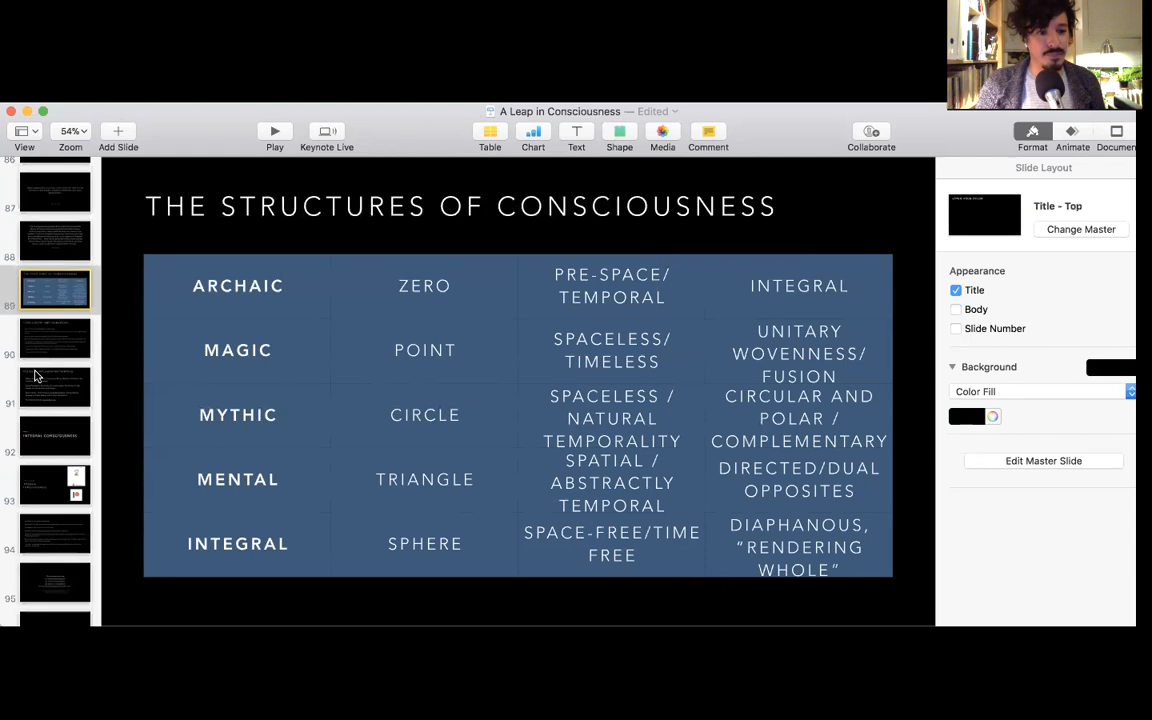 A Leap in Consciousness — Edited
54%
View
Zoom
Add Slide
Play
Keynote Live
Table
Chart
Text
Shape
Media
Comment
Collaborate
Format
Animate
Documen
86
87
88
89
90
91
92
93
94
95
INTEGRAL CONSCIOUSNESS
THE STRUCTURES OF CONSCIOUSNESS
ARCHAIC
ZERO
PRE-SPACE/
TEMPORAL
INTEGRAL
MAGIC
POINT
SPACELESS/
TIMELESS
UNITARY
WOVENNESS/
FUSION
MYTHIC
CIRCLE
SPACELESS /
NATURAL
TEMPORALITY
CIRCULAR AND
POLAR /
COMPLEMENTARY
MENTAL
TRIANGLE
SPATIAL /
ABSTRACTLY
TEMPORAL
DIRECTED/DUAL
OPPOSITES
INTEGRAL
SPHERE
SPACE-FREE/TIME
FREE
DIAPHANOUS,
“RENDERING
WHOLE”
Slide Layout
Title - Top
Change Master
Appearance
Title
Body
Slide Number
Background
Color Fill
Edit Master Slide